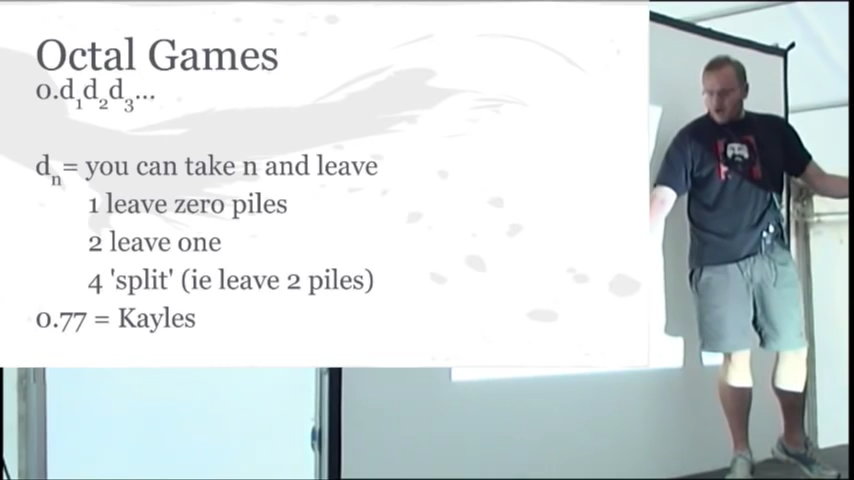 Octal Games
0.d₁d₂d₃...
dₙ= you can take n and leave
1 leave zero piles
2 leave one
4 'split' (ie leave 2 piles)
0.77 = Kayles